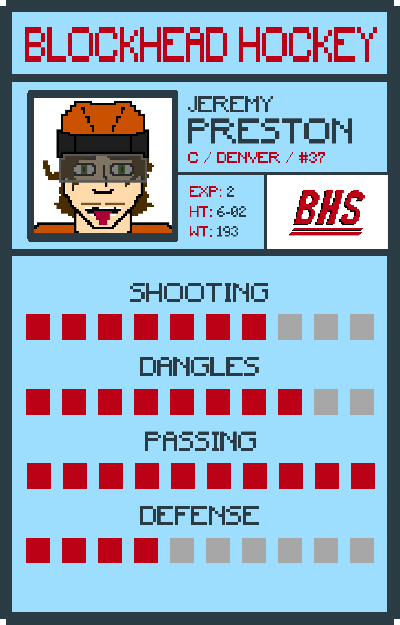 BLOCKHEAD HOCKEY
JEREMY
PRESTON
C / DENVER / #37
EXP: 2
HT: 6-02
WT: 193
BHS
SHOOTING
DANGLES
PASSING
DEFENSE